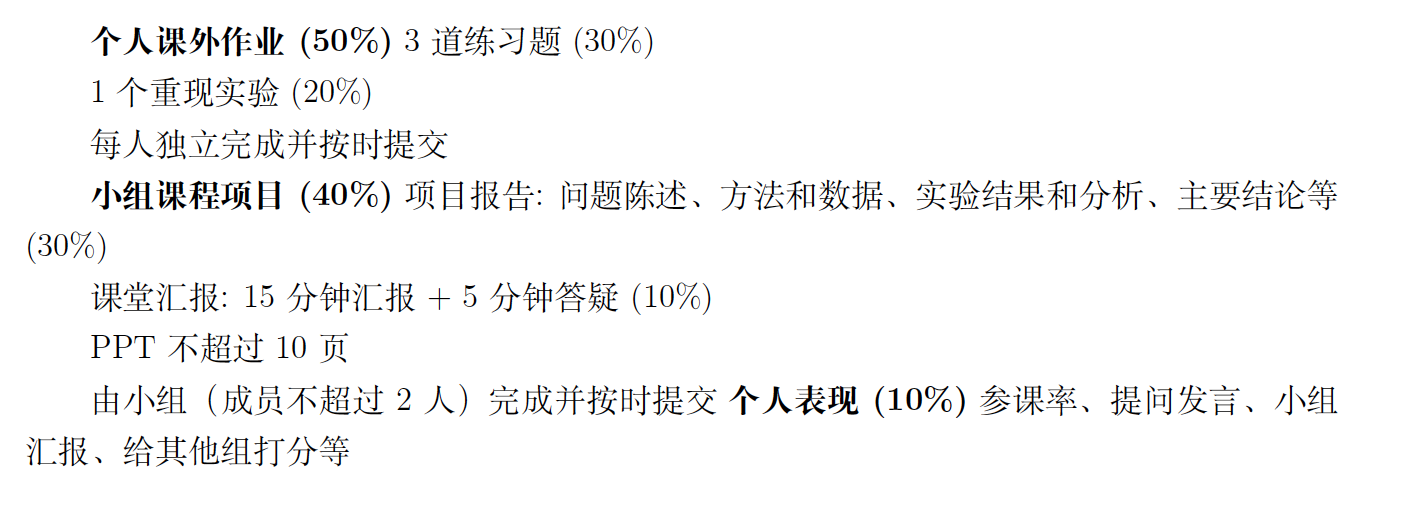 个人课外作业 (50%) 3 道练习题 (30%)
1 个重现实验 (20%)
每人独立完成并按时提交
小组课程项目 (40%) 项目报告: 问题陈述、方法和数据、实验结果和分析、主要结论等
(30%)
课堂汇报: 15 分钟汇报 + 5 分钟答疑 (10%)
PPT 不超过 10 页
由小组（成员不超过 2 人）完成并按时提交 个人表现 (10%) 参课率、提问发言、小组
汇报、给其他组打分等